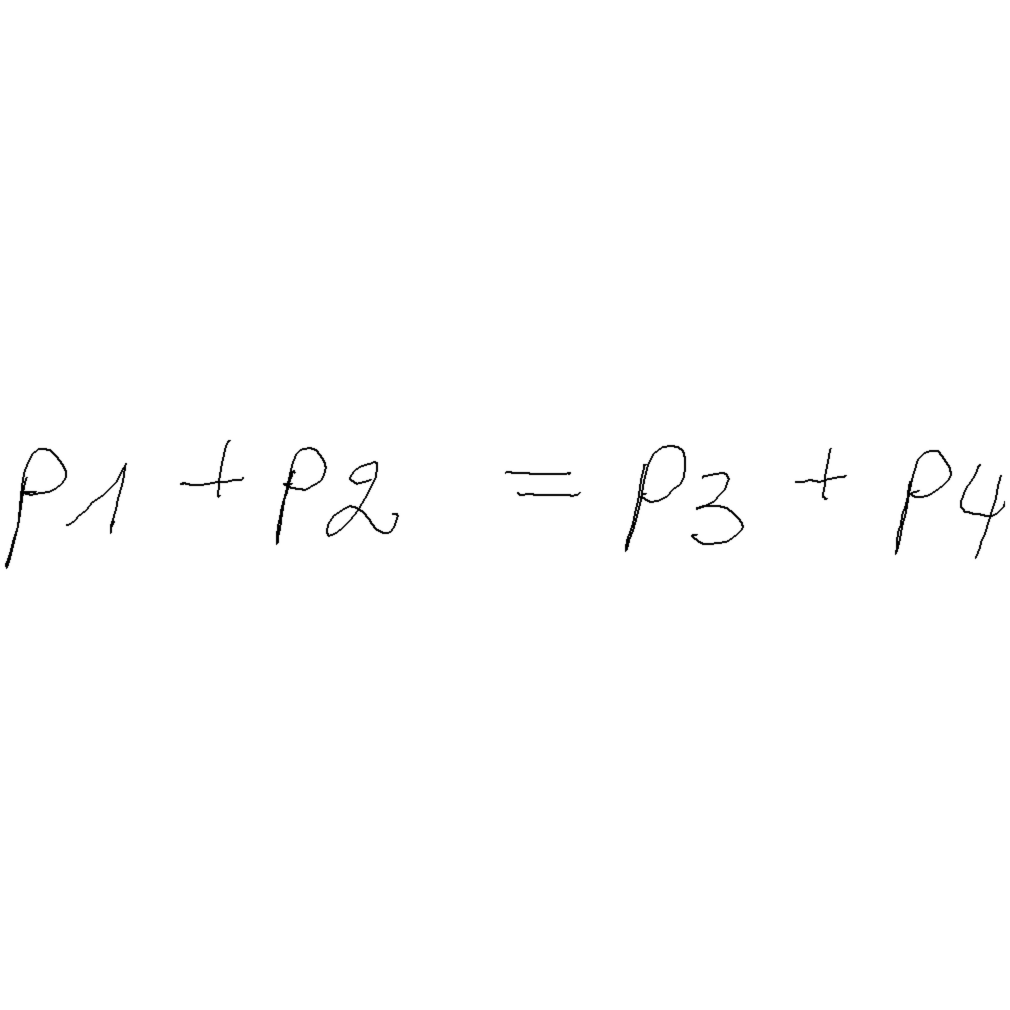 p1 + p2 = p3 + p4